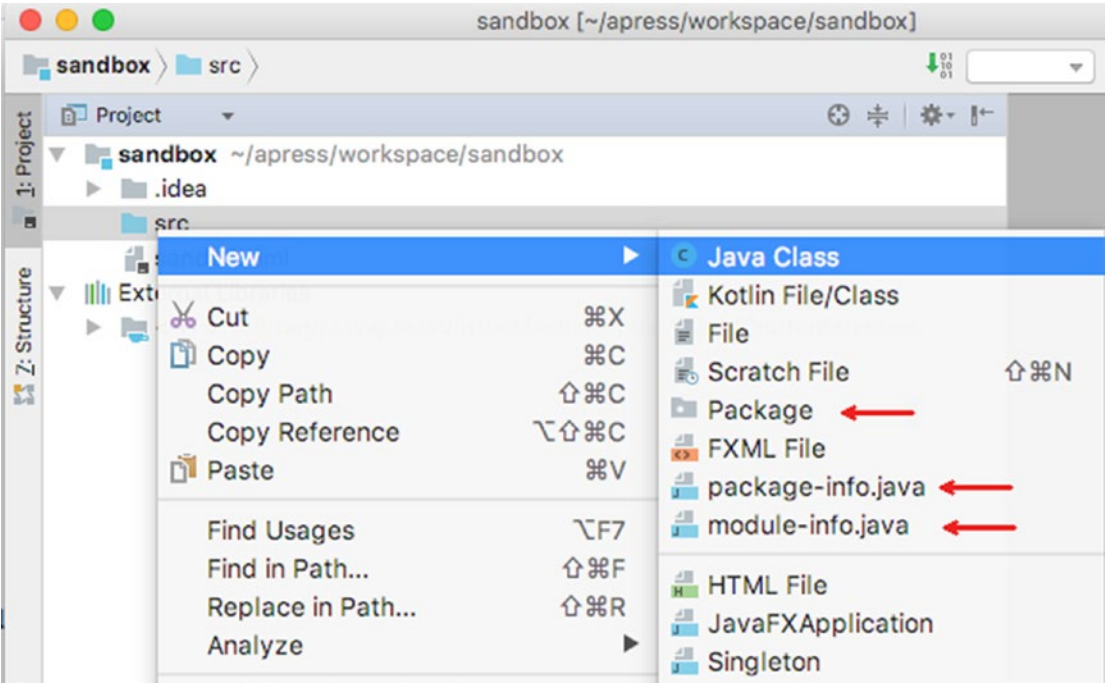 sandbox [~/apress/workspace/sandbox]
sandbox src
Project
1: Project
Z: Structure
sandbox ~/apress/workspace/sandbox
.idea
src
Exte
New
Cut ⌘X
Copy ⌘C
Copy Path ⇧⌘C
Copy Reference ⌥⇧⌘C
Paste ⌘V
Find Usages ⌥F7
Find in Path... ⇧⌘F
Replace in Path... ⇧⌘R
Analyze
Java Class
Kotlin File/Class
File
Scratch File ⇧⌘N
Package
FXML File
package-info.java
module-info.java
HTML File
JavaFXApplication
Singleton